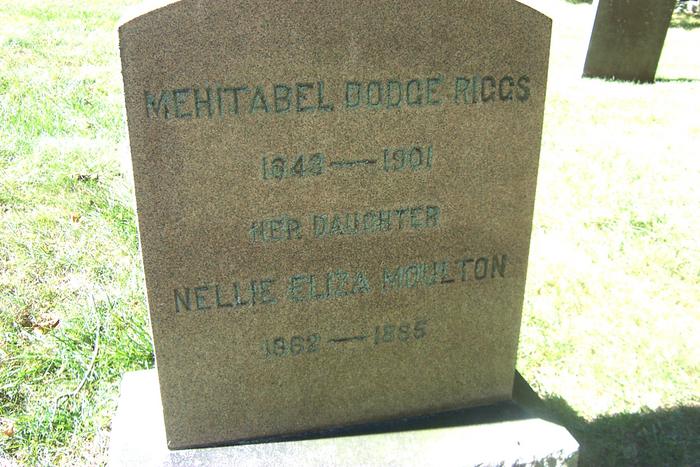 MEHITABEL DODGE RIGGS
1843 — 1901
HER DAUGHTER
NELLIE ELIZA MOULTON
1862 — 1885